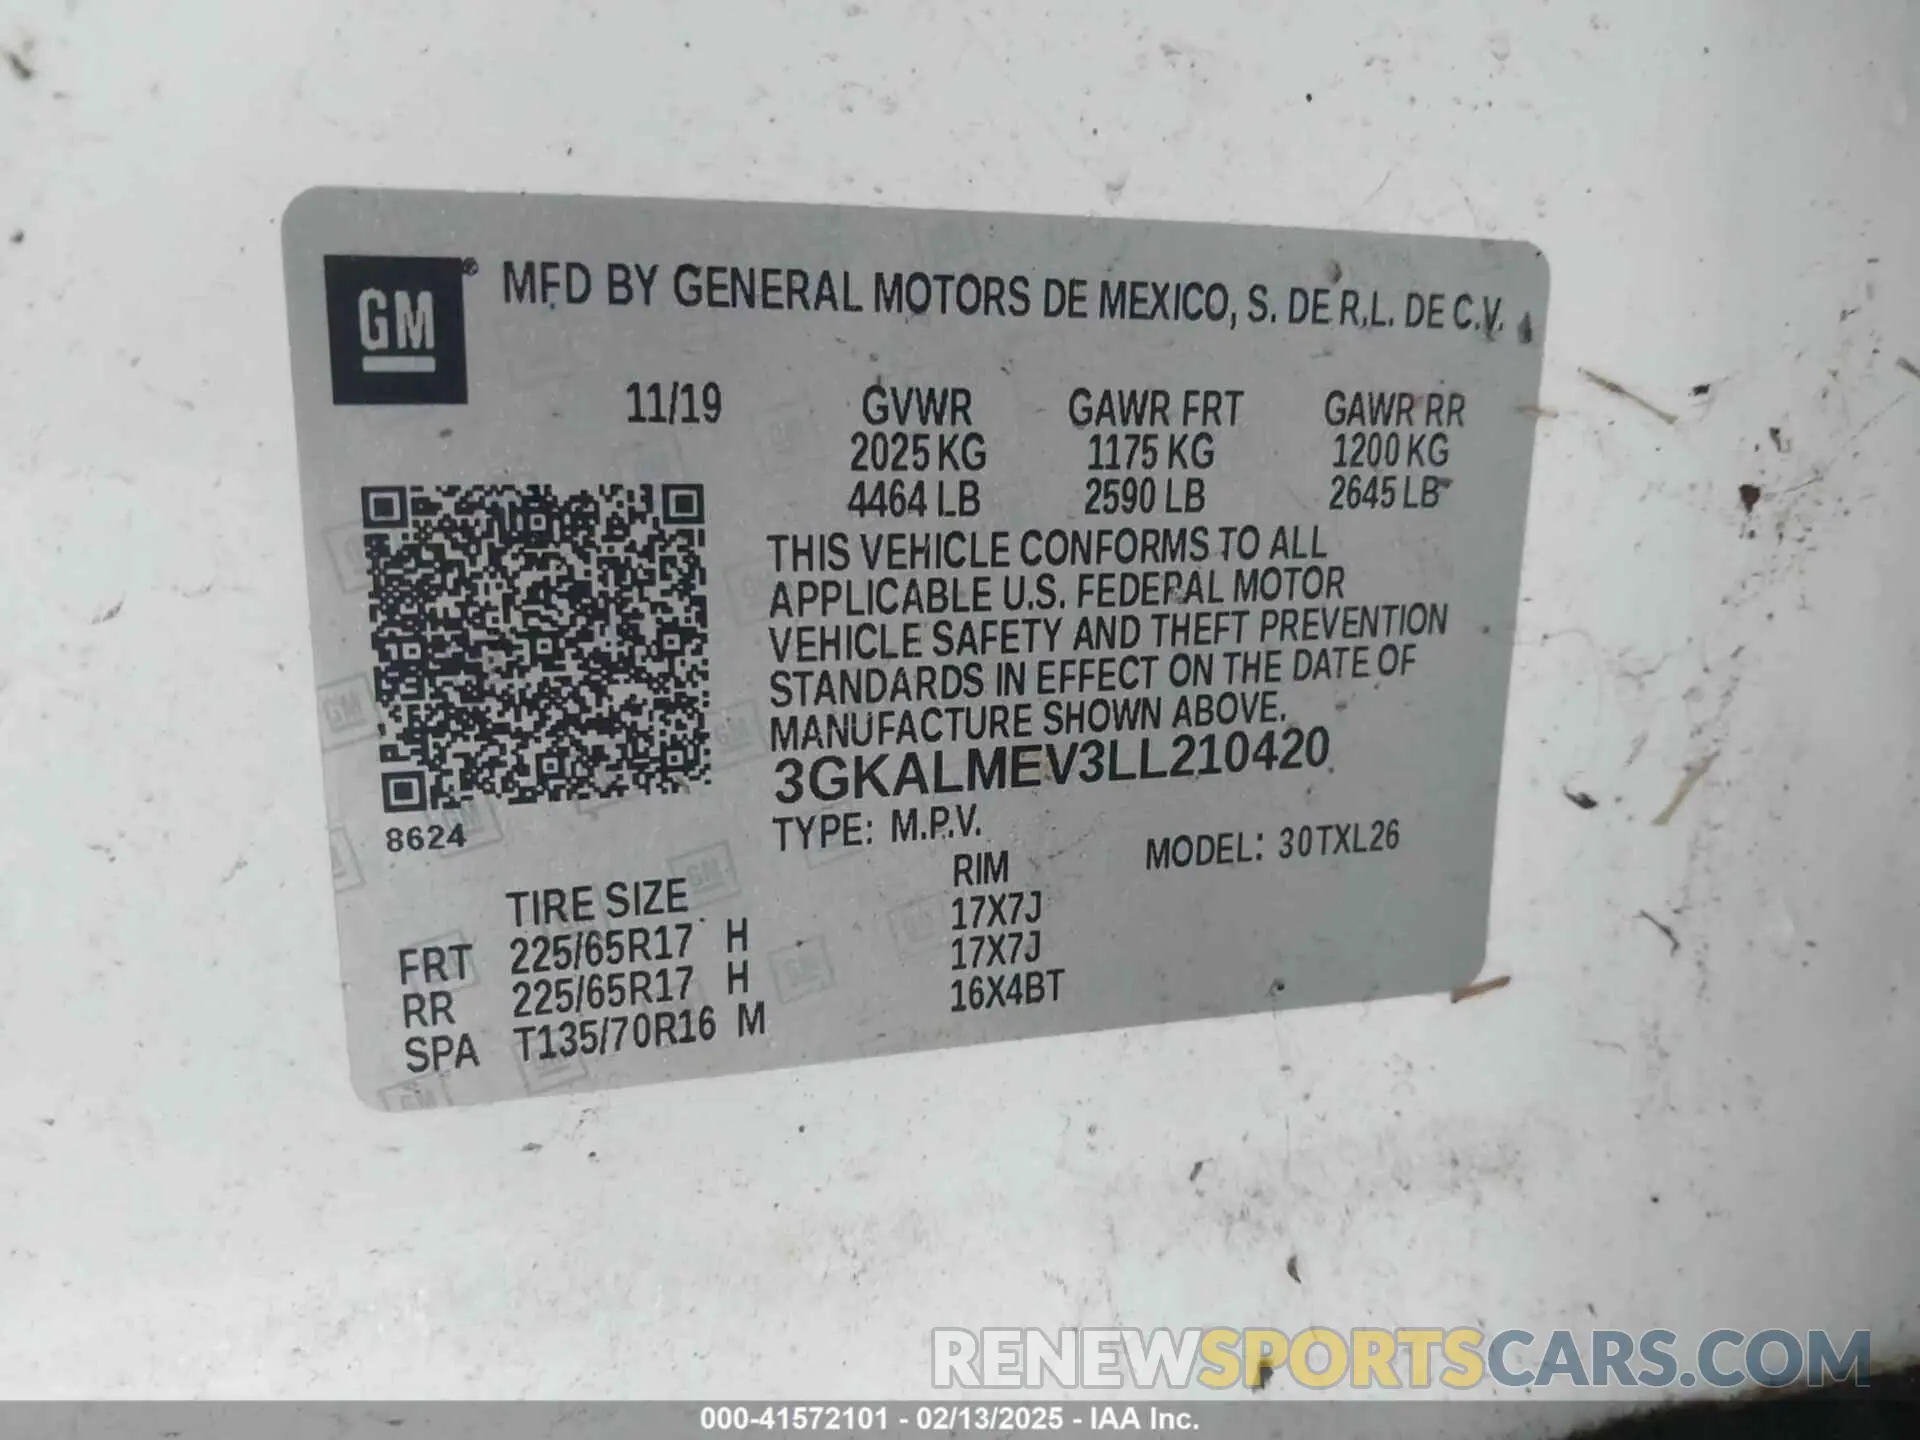 GM® MFD BY GENERAL MOTORS DE MEXICO, S. DE R.L. DE C.V.
11/19 GVWR GAWR FRT GAWR RR
2025 KG 1175 KG 1200 KG
4464 LB 2590 LB 2645 LB
THIS VEHICLE CONFORMS TO ALL
APPLICABLE U.S. FEDERAL MOTOR
VEHICLE SAFETY AND THEFT PREVENTION
STANDARDS IN EFFECT ON THE DATE OF
MANUFACTURE SHOWN ABOVE.
3GKALMEV3LL210420
8624
TYPE: M.P.V. MODEL: 30TXL26
TIRE SIZE RIM
FRT 225/65R17 H 17X7J
RR 225/65R17 H 17X7J
SPA T135/70R16 M 16X4BT
RENEWSPORTSCARS.COM
000-41572101 - 02/13/2025 - IAA Inc.